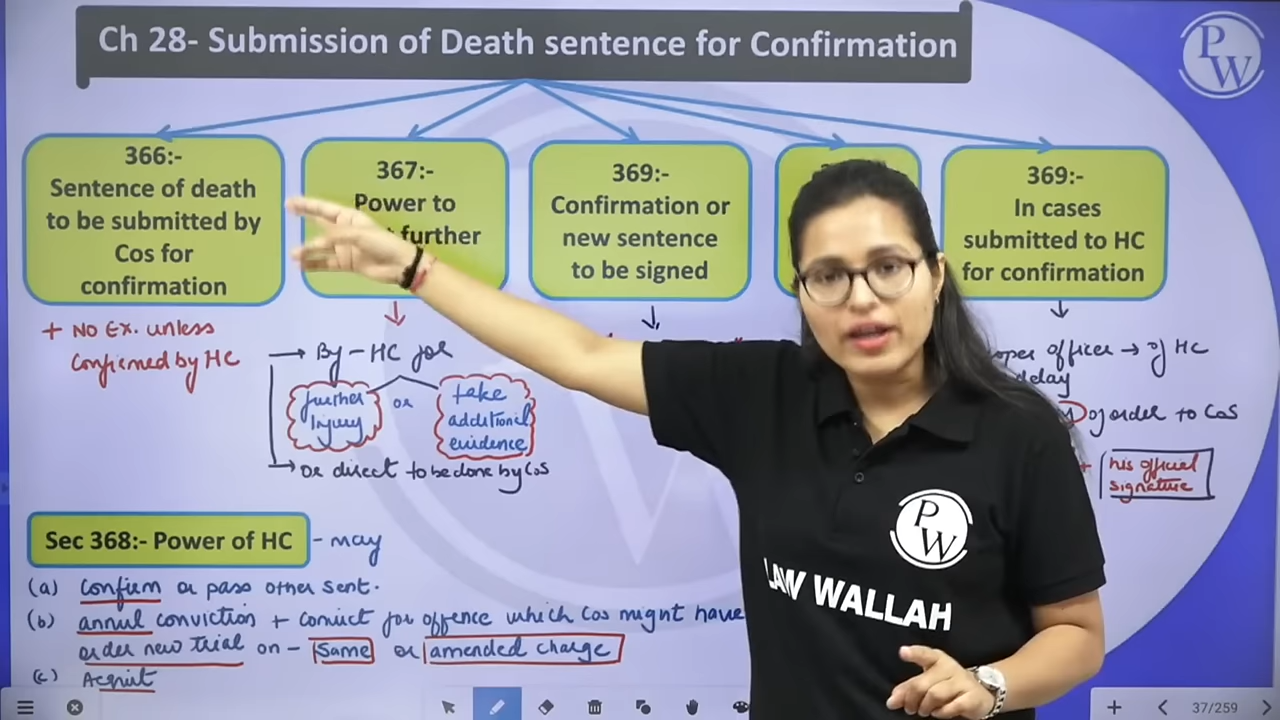 Ch 28- Submission of Death sentence for Confirmation
PW
366:-
Sentence of death
to be submitted by
Cos for
confirmation
367:-
Power to
further
369:-
Confirmation or
new sentence
to be signed
369:-
In cases
submitted to HC
for confirmation
+ No Ex. unless
Confirmed by HC
→ By - HC for
further
Injury
or
take
additional
evidence
→ Or direct to be done by CoS
officer → of HC
delay
of order to CoS
+ his official
signature
Sec 368:- Power of HC - may
(a) Confirm or pass other sent.
(b) annul conviction + convict for offence which Cos might have
order new trial on - Same or amended charge
(c) Acquit
PW
LAW WALLAH
37/259